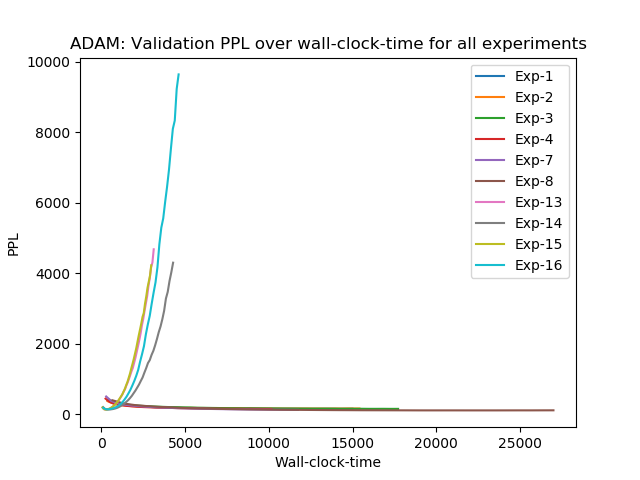 ADAM: Validation PPL over wall-clock-time for all experiments
10000
8000
6000
4000
2000
0
PPL
0 5000 10000 15000 20000 25000
Wall-clock-time
Exp-1
Exp-2
Exp-3
Exp-4
Exp-7
Exp-8
Exp-13
Exp-14
Exp-15
Exp-16